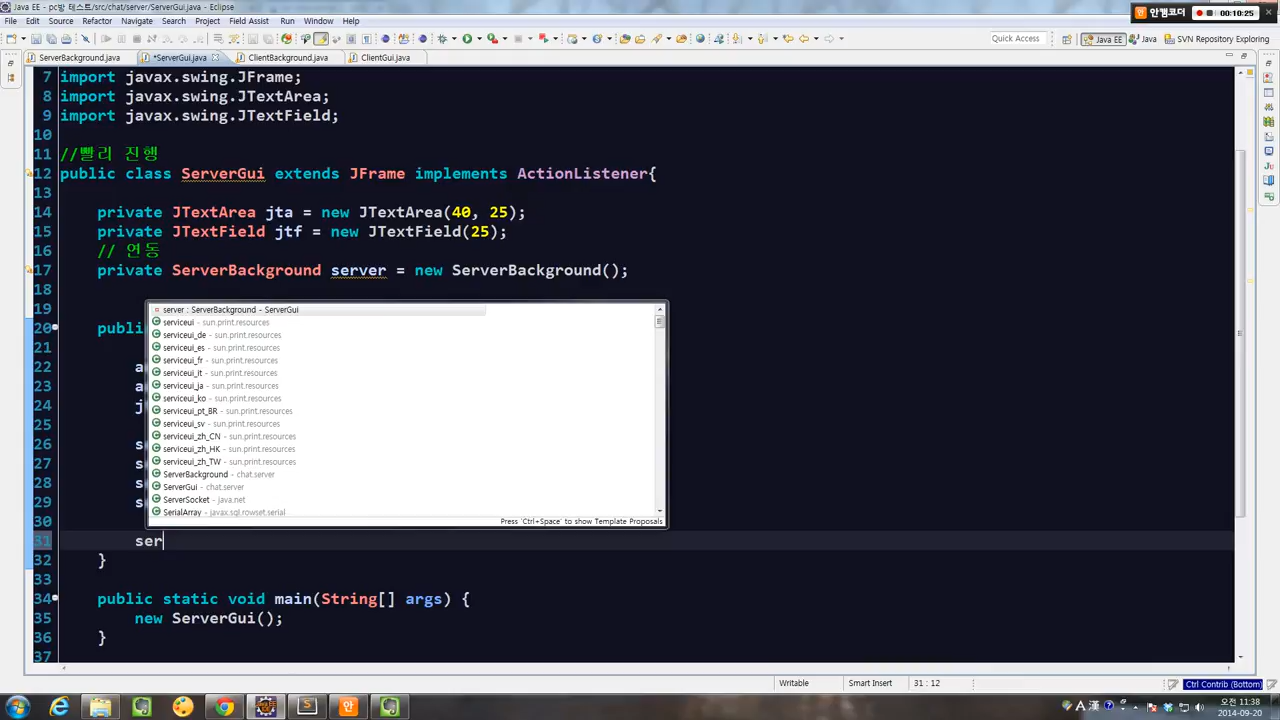 Java EE - pc방 테스트/src/chat/server/ServerGui.java - Eclipse
안캠코더 00:10:25
File Edit Source Refactor Navigate Search Project Field Assist Run Window Help
Quick Access Java EE Java SVN Repository Exploring
ServerBackground.java *ServerGui.java ClientBackground.java ClientGui.java
7 import javax.swing.JFrame;
8 import javax.swing.JTextArea;
9 import javax.swing.JTextField;
10
11 //빨리 진행
12 public class ServerGui extends JFrame implements ActionListener{
13
14 private JTextArea jta = new JTextArea(40, 25);
15 private JTextField jtf = new JTextField(25);
16 // 연동
17 private ServerBackground server = new ServerBackground();
18
19
server : ServerBackground - ServerGui
serviceui - sun.print.resources
20 publi
serviceui_de - sun.print.resources
21
serviceui_es - sun.print.resources
serviceui_fr - sun.print.resources
22 a
serviceui_it - sun.print.resources
23 a
serviceui_ja - sun.print.resources
serviceui_ko - sun.print.resources
24 j
serviceui_pt_BR - sun.print.resources
25
serviceui_sv - sun.print.resources
serviceui_zh_CN - sun.print.resources
26 s
serviceui_zh_HK - sun.print.resources
27 s
serviceui_zh_TW - sun.print.resources
ServerBackground - chat.server
28 s
ServerGui - chat.server
29 s
ServerSocket - java.net
SerialArray - javax.sql.rowset.serial
30
Press 'Ctrl+Space' to show Template Proposals
31 ser
32 }
33
34 public static void main(String[] args) {
35 new ServerGui();
36 }
37
Writable Smart Insert 31 : 12 Ctrl Contrib (Bottom)
A 漢 오전 11:38
2014-09-20